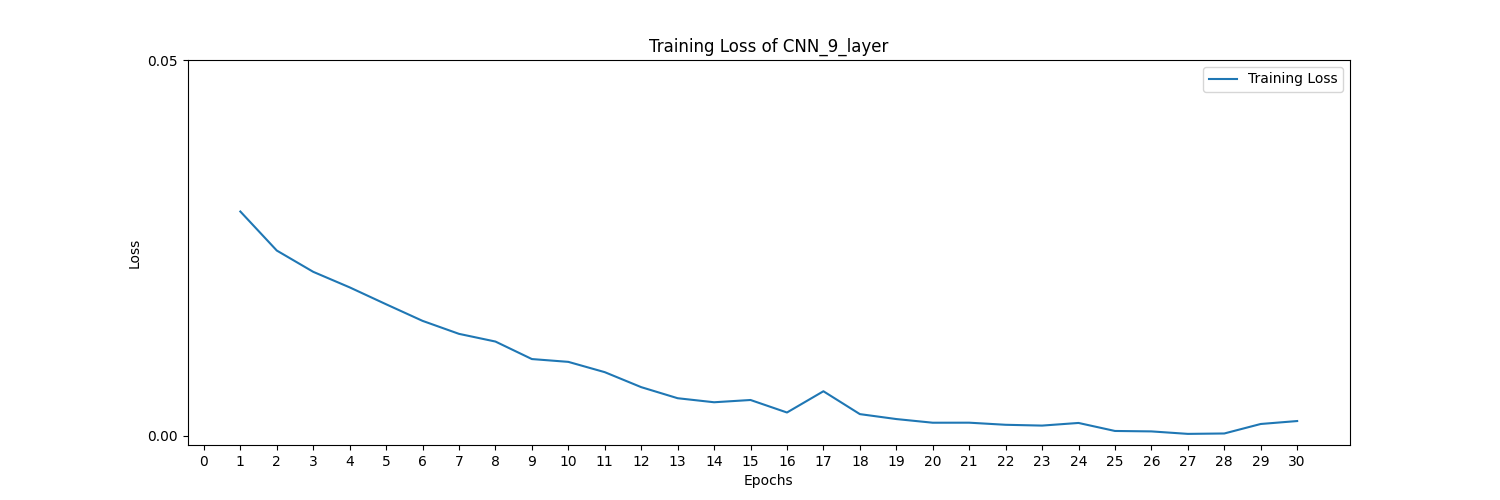 Training Loss of CNN_9_layer
0.05
Training Loss
Loss
0.00
0 1 2 3 4 5 6 7 8 9 10 11 12 13 14 15 16 17 18 19 20 21 22 23 24 25 26 27 28 29 30
Epochs